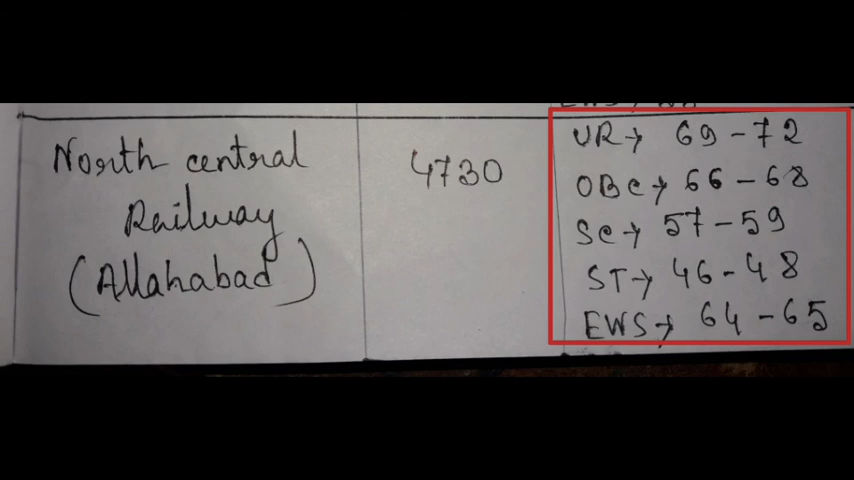 North central
Railway
(Allahabad)
4730
UR→ 69-72
OBC→ 66-68
SC→ 57-59
ST→ 46-48
EWS→ 64-65